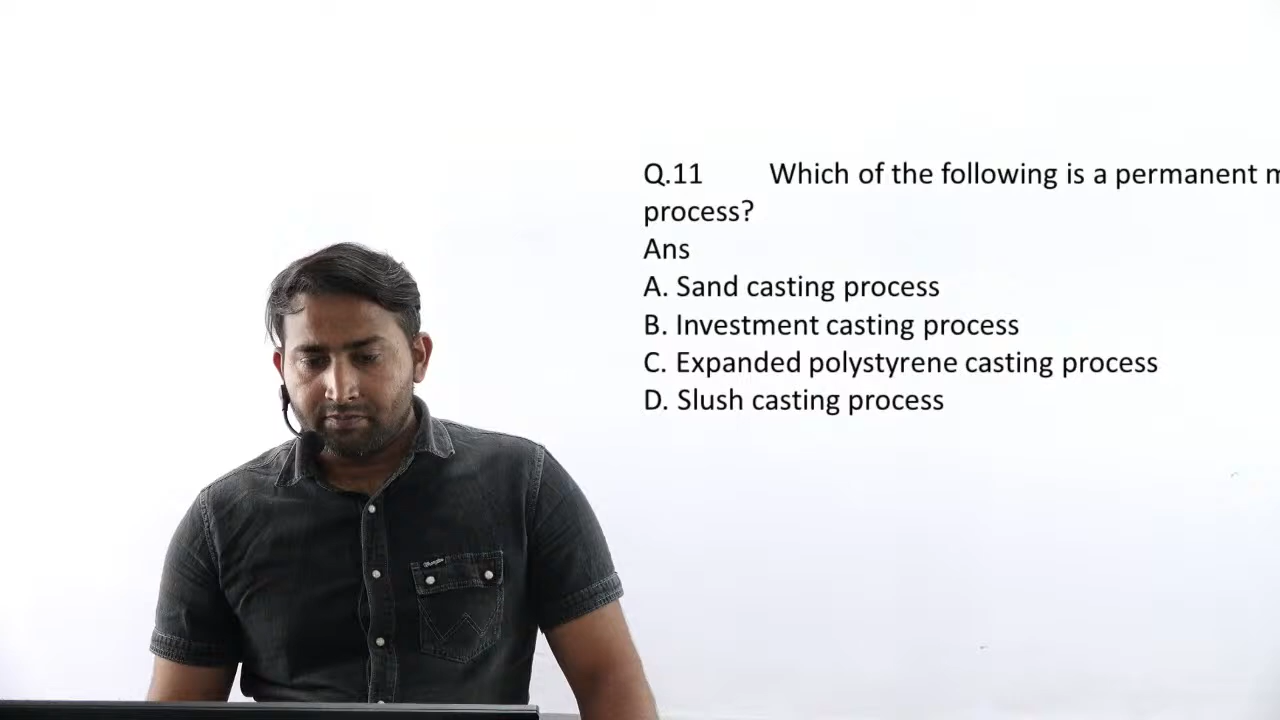 Q.11 Which of the following is a permanent m
process?
Ans
A. Sand casting process
B. Investment casting process
C. Expanded polystyrene casting process
D. Slush casting process